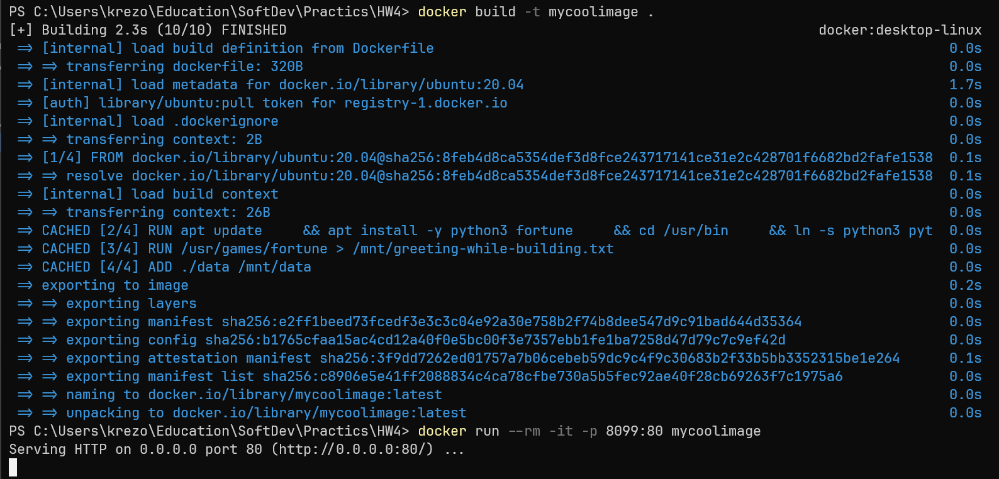 PS C:\Users\krezo\Education\SoftDev\Practics\HW4> docker build -t mycoolimage .
[+] Building 2.3s (10/10) FINISHED docker:desktop-linux
=> [internal] load build definition from Dockerfile 0.0s
=> => transferring dockerfile: 320B 0.0s
=> [internal] load metadata for docker.io/library/ubuntu:20.04 1.7s
=> [auth] library/ubuntu:pull token for registry-1.docker.io 0.0s
=> [internal] load .dockerignore 0.0s
=> => transferring context: 2B 0.0s
=> [1/4] FROM docker.io/library/ubuntu:20.04@sha256:8feb4d8ca5354def3d8fce243717141ce31e2c428701f6682bd2fafe1538 0.1s
=> => resolve docker.io/library/ubuntu:20.04@sha256:8feb4d8ca5354def3d8fce243717141ce31e2c428701f6682bd2fafe1538 0.1s
=> [internal] load build context 0.0s
=> => transferring context: 26B 0.0s
=> CACHED [2/4] RUN apt update     && apt install -y python3 fortune     && cd /usr/bin     && ln -s python3 pyt 0.0s
=> CACHED [3/4] RUN /usr/games/fortune > /mnt/greeting-while-building.txt 0.0s
=> CACHED [4/4] ADD ./data /mnt/data 0.0s
=> exporting to image 0.2s
=> => exporting layers 0.0s
=> => exporting manifest sha256:e2ff1beed73fcedf3e3c3c04e92a30e758b2f74b8dee547d9c91bad644d35364 0.0s
=> => exporting config sha256:b1765cfaa15ac4cd12a40f0e5bc00f3e7357ebb1fe1ba7258d47d79c7c9ef42d 0.0s
=> => exporting attestation manifest sha256:3f9dd7262ed01757a7b06cebeb59dc9c4f9c30683b2f33b5bb3352315be1e264 0.1s
=> => exporting manifest list sha256:c8906e5e41ff2088834c4ca78cfbe730a5b5fec92ae40f28cb69263f7c1975a6 0.0s
=> => naming to docker.io/library/mycoolimage:latest 0.0s
=> => unpacking to docker.io/library/mycoolimage:latest 0.0s
PS C:\Users\krezo\Education\SoftDev\Practics\HW4> docker run --rm -it -p 8099:80 mycoolimage
Serving HTTP on 0.0.0.0 port 80 (http://0.0.0.0:80/) ...